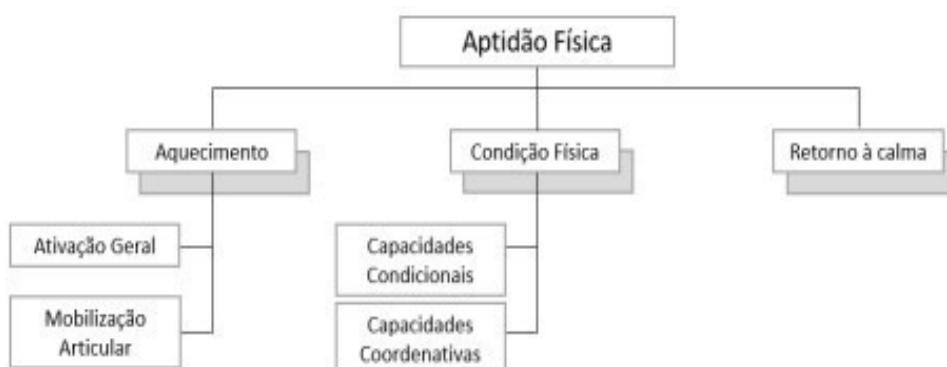 Aptidão Física
Aquecimento
Condição Física
Retorno à calma
Ativação Geral
Mobilização
Articular
Capacidades
Condicionais
Capacidades
Coordenativas